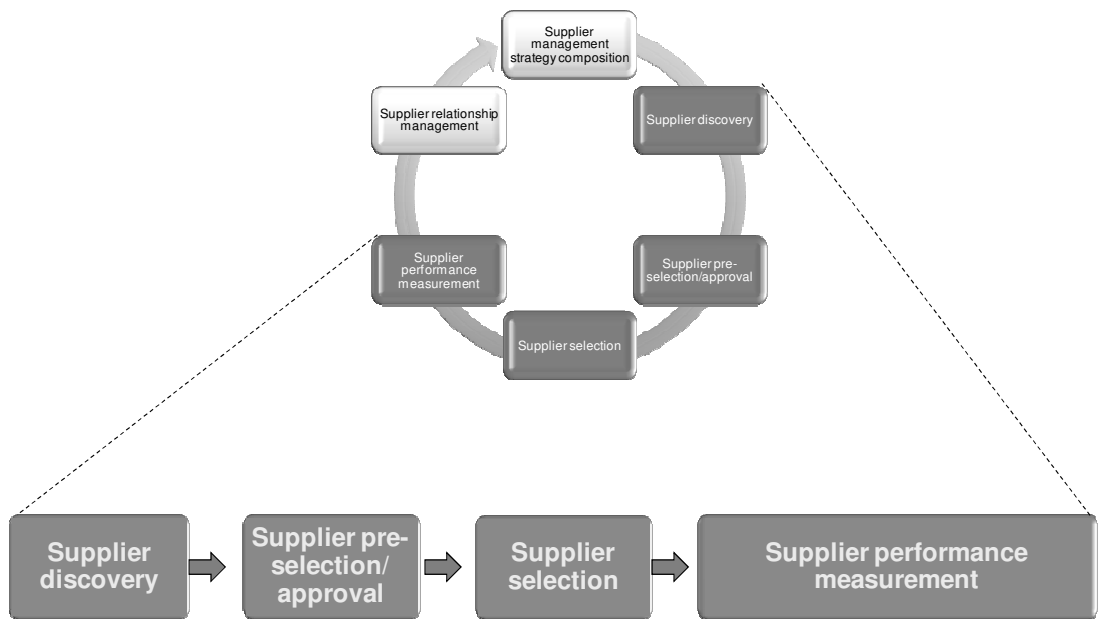 Supplier
management
strategy composition
Supplier relationship
management
Supplier discovery
Supplier
performance
measurement
Supplier pre-
selection/approval
Supplier selection
Supplier
discovery
Supplier pre-
selection/
approval
Supplier
selection
Supplier performance
measurement